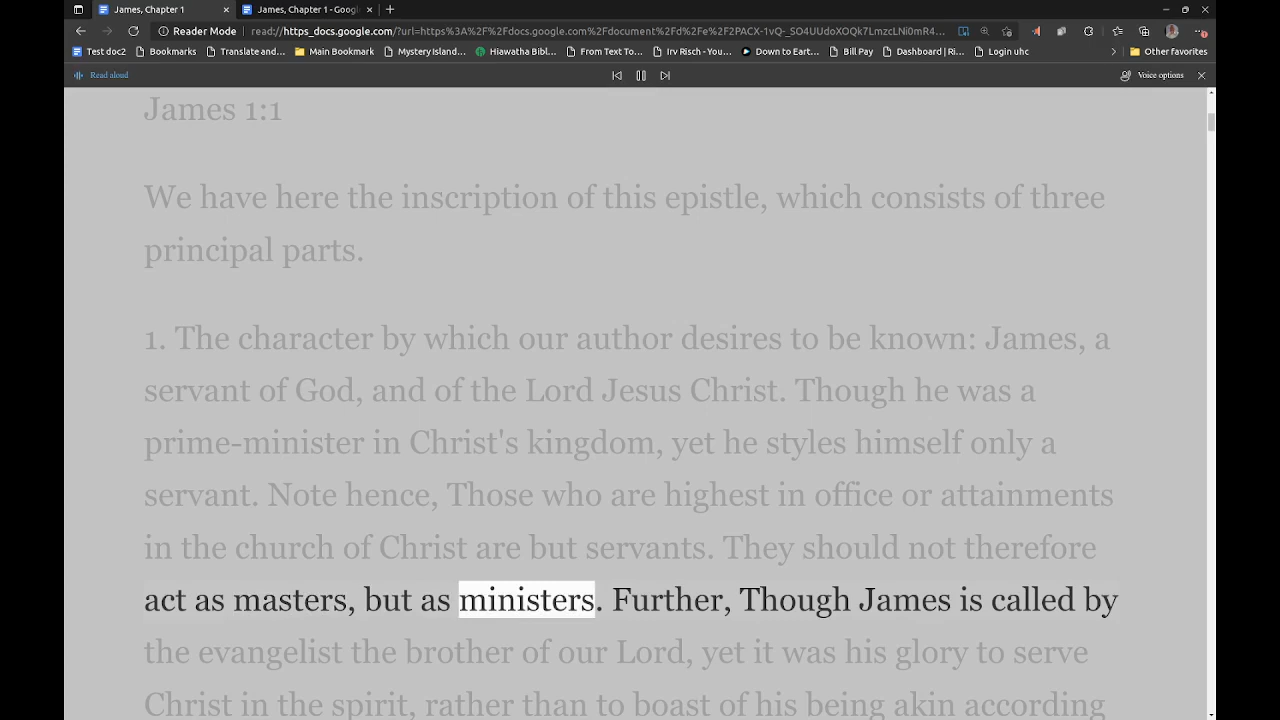 James, Chapter 1
James, Chapter 1 - Googl
Reader Mode
read://https_docs.google.com/?url=https%3A%2F%2Fdocs.google.com%2Fdocument%2Fd%2Fe%2F2PACX-1vQ-_SO4UUdoXOQk7LmzcLNi0mR4...
Test doc2 Bookmarks Translate and... Main Bookmark Mystery Island... Hiawatha Bibl... From Text To... Irv Risch - You... Down to Eart... Bill Pay Dashboard | Ri... Login uhc Other favorites
Read aloud Voice options
James 1:1
We have here the inscription of this epistle, which consists of three
principal parts.
1. The character by which our author desires to be known: James, a
servant of God, and of the Lord Jesus Christ. Though he was a
prime-minister in Christ's kingdom, yet he styles himself only a
servant. Note hence, Those who are highest in office or attainments
in the church of Christ are but servants. They should not therefore
act as masters, but as ministers. Further, Though James is called by
the evangelist the brother of our Lord, yet it was his glory to serve
Christ in the spirit, rather than to boast of his being akin according